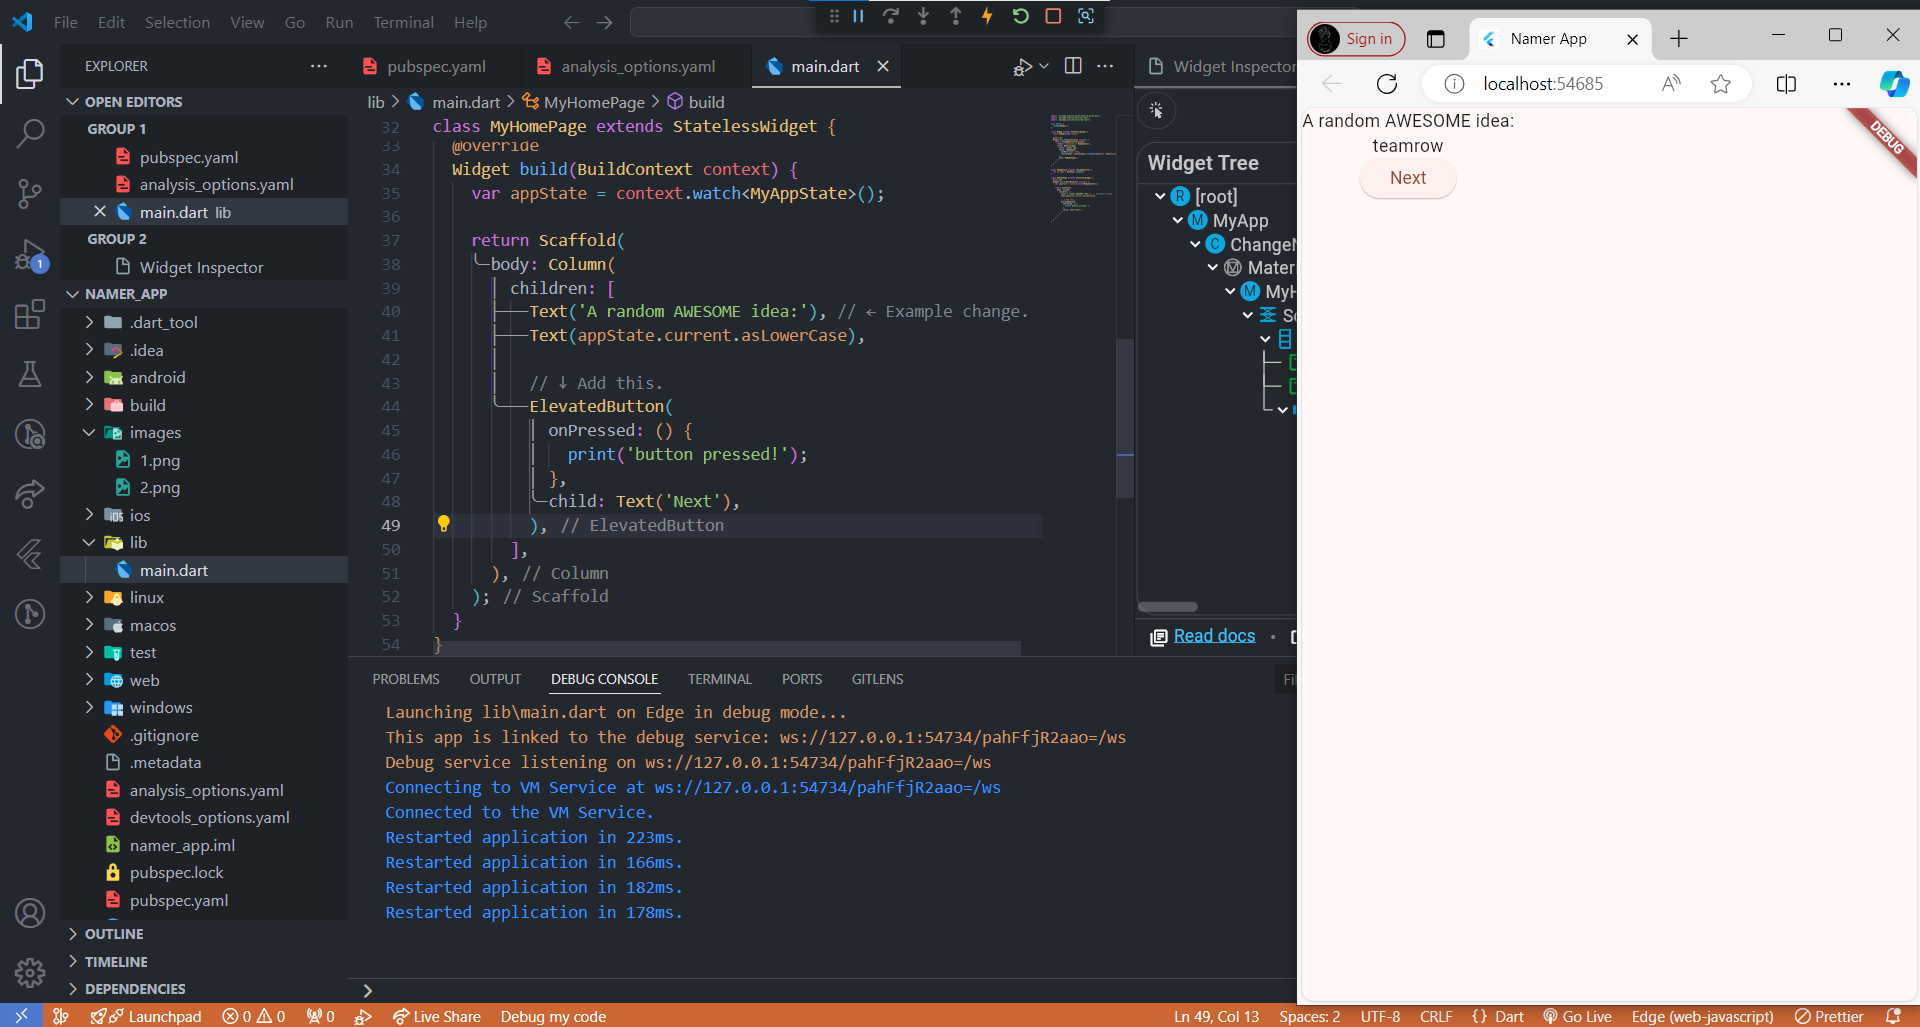 File Edit Selection View Go Run Terminal Help
EXPLORER
OPEN EDITORS
GROUP 1
pubspec.yaml
analysis_options.yaml
main.dart lib
GROUP 2
Widget Inspector
NAMER_APP
.dart_tool
.idea
android
build
images
1.png
2.png
ios
lib
main.dart
linux
macos
test
web
windows
.gitignore
.metadata
analysis_options.yaml
devtools_options.yaml
namer_app.iml
pubspec.lock
pubspec.yaml
OUTLINE
TIMELINE
DEPENDENCIES
1
pubspec.yaml analysis_options.yaml main.dart
lib > main.dart > MyHomePage > build
32 class MyHomePage extends StatelessWidget {
33 @override
34 Widget build(BuildContext context) {
35 var appState = context.watch<MyAppState>();
36
37 return Scaffold(
38 body: Column(
39 children: [
40 Text('A random AWESOME idea:'), // ← Example change.
41 Text(appState.current.asLowerCase),
42
43 // ↓ Add this.
44 ElevatedButton(
45 onPressed: () {
46 print('button pressed!');
47 },
48 child: Text('Next'),
49 ), // ElevatedButton
50 ],
51 ), // Column
52 ); // Scaffold
53 }
54 }
Widget Inspector
Widget Tree
R [root]
M MyApp
C ChangeN
M Materi
M MyH
Sc
Read docs
PROBLEMS OUTPUT DEBUG CONSOLE TERMINAL PORTS GITLENS
Fi
Launching lib\main.dart on Edge in debug mode...
This app is linked to the debug service: ws://127.0.0.1:54734/pahFfjR2aao=/ws
Debug service listening on ws://127.0.0.1:54734/pahFfjR2aao=/ws
Connecting to VM Service at ws://127.0.0.1:54734/pahFfjR2aao=/ws
Connected to the VM Service.
Restarted application in 223ms.
Restarted application in 166ms.
Restarted application in 182ms.
Restarted application in 178ms.
Sign in
Namer App
localhost:54685
A random AWESOME idea:
teamrow
Next
DEBUG
Launchpad 0 0 0 Live Share Debug my code
Ln 49, Col 13 Spaces: 2 UTF-8 CRLF {} Dart Go Live Edge (web-javascript) Prettier